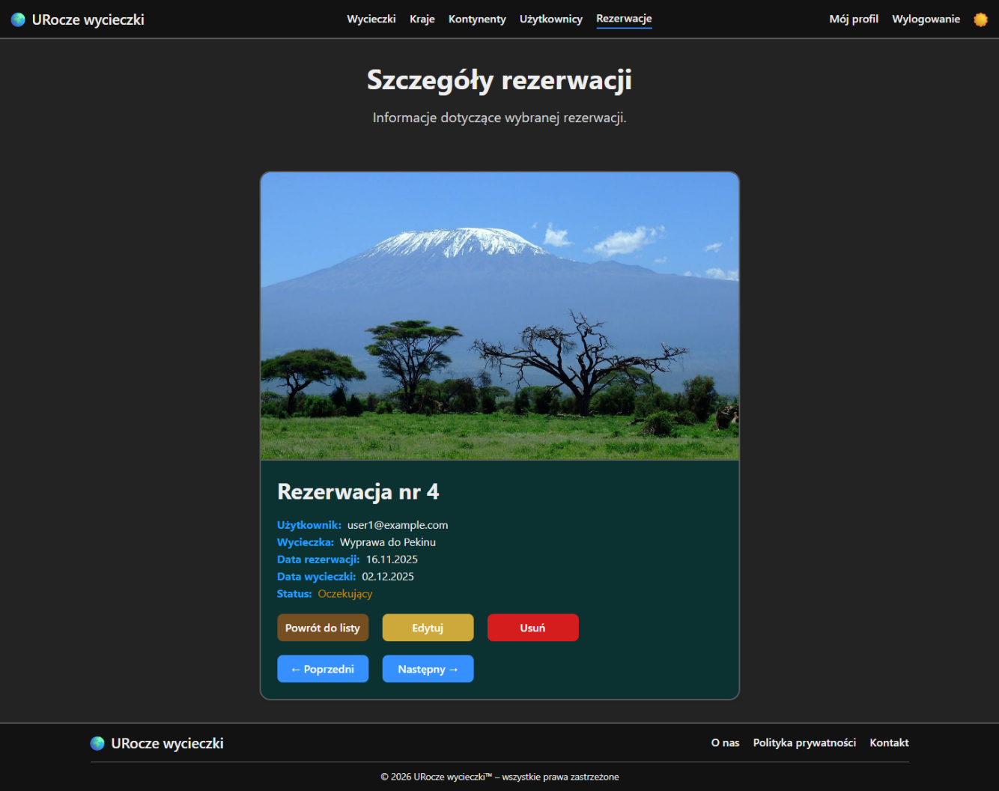 URocze wycieczki
Wycieczki Kraje Kontynenty Użytkownicy Rezerwacje
Mój profil Wylogowanie
Szczegóły rezerwacji
Informacje dotyczące wybranej rezerwacji.
Rezerwacja nr 4
Użytkownik: user1@example.com
Wycieczka: Wyprawa do Pekinu
Data rezerwacji: 16.11.2025
Data wycieczki: 02.12.2025
Status: Oczekujący
Powrót do listy Edytuj Usuń
← Poprzedni Następny →
URocze wycieczki
O nas Polityka prywatności Kontakt
© 2026 URocze wycieczki™ – wszystkie prawa zastrzeżone